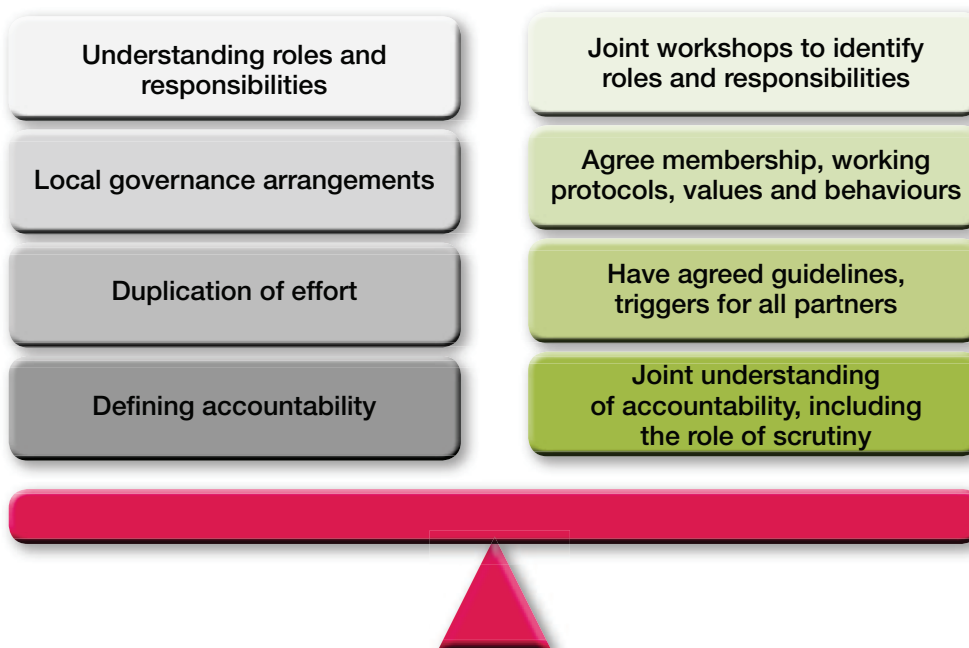 Understanding roles and
responsibilities
Joint workshops to identify
roles and responsibilities
Local governance arrangements
Agree membership, working
protocols, values and behaviours
Duplication of effort
Have agreed guidelines,
triggers for all partners
Defining accountability
Joint understanding
of accountability, including
the role of scrutiny